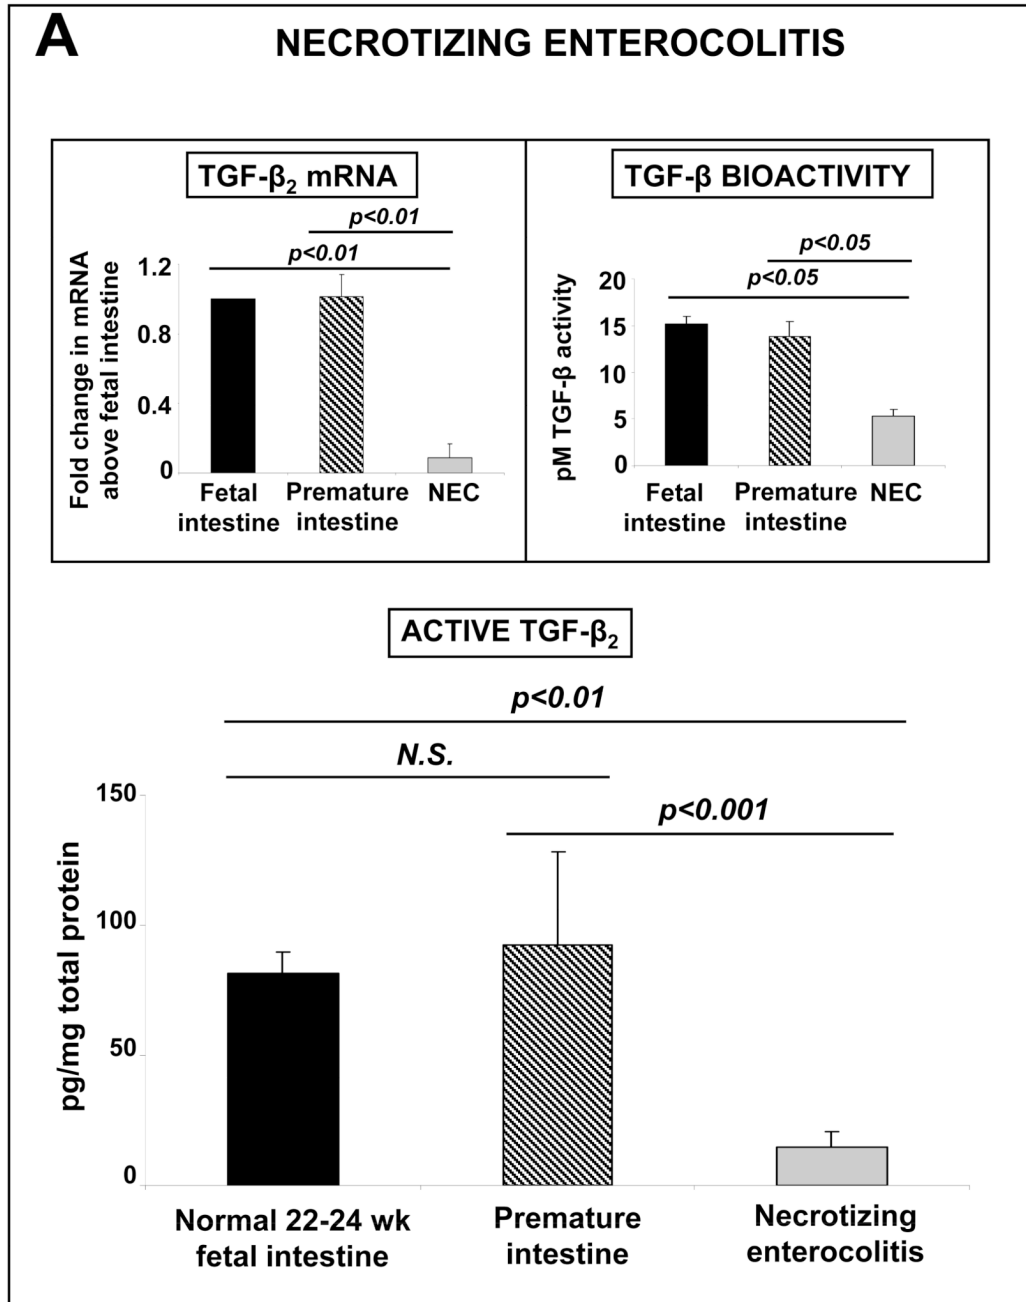 A
NECROTIZING ENTEROCOLITIS
TGF-β₂ mRNA
p<0.01
p<0.01
Fold change in mRNA
above fetal intestine
1.2
0.8
0.4
0
Fetal
intestine
Premature
intestine
NEC
TGF-β BIOACTIVITY
p<0.05
p<0.05
pM TGF-β activity
20
15
10
5
0
Fetal
intestine
Premature
intestine
NEC
ACTIVE TGF-β₂
p<0.01
N.S.
p<0.001
pg/mg total protein
150
100
50
0
Normal 22-24 wk
fetal intestine
Premature
intestine
Necrotizing
enterocolitis